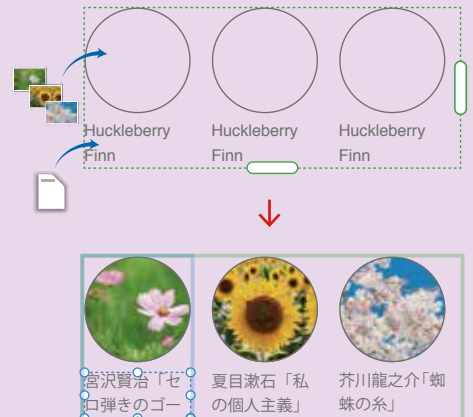 Huckleberry
Finn
Huckleberry
Finn
Huckleberry
Finn
宮沢賢治「セ
ロ弾きのゴー
夏目漱石「私
の個人主義」
芥川龍之介「蜘
蛛の糸」